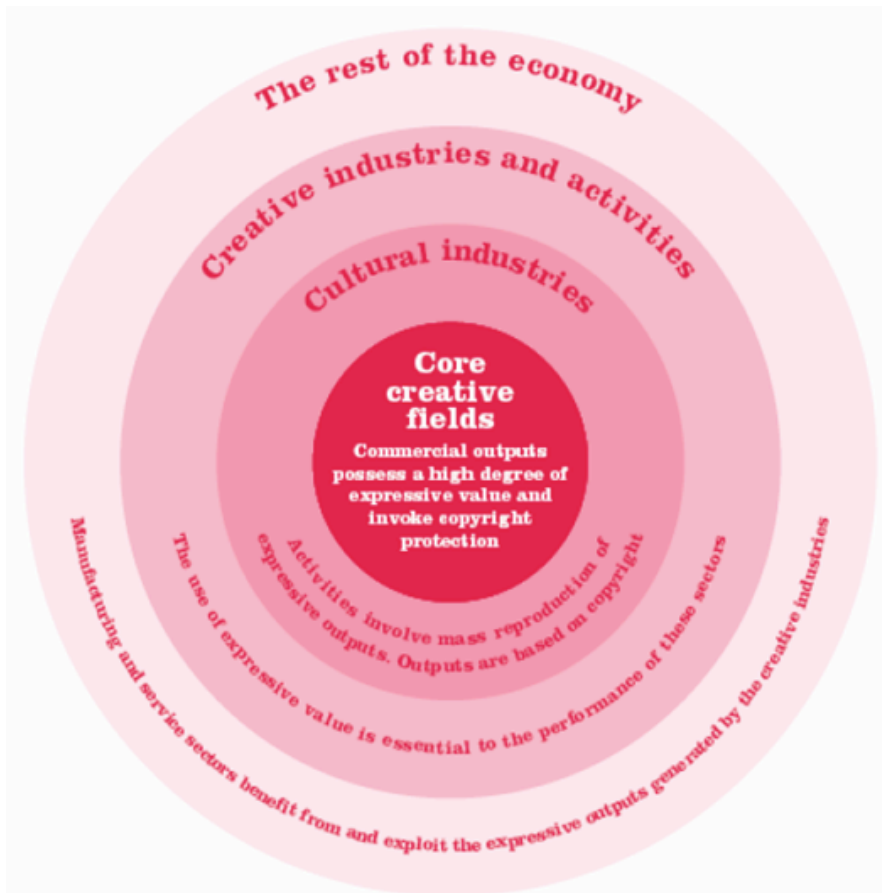 The rest of the economy
Creative industries and activities
Cultural industries
Core
creative
fields
Commercial outputs
possess a high degree of
expressive value and
invoke copyright
protection
Activities involve mass reproduction of
expressive outputs. Outputs are based on copyright
The use of expressive value is essential to the performance of these sectors
Manufacturing and service sectors benefit from and exploit the expressive outputs generated by the creative industries